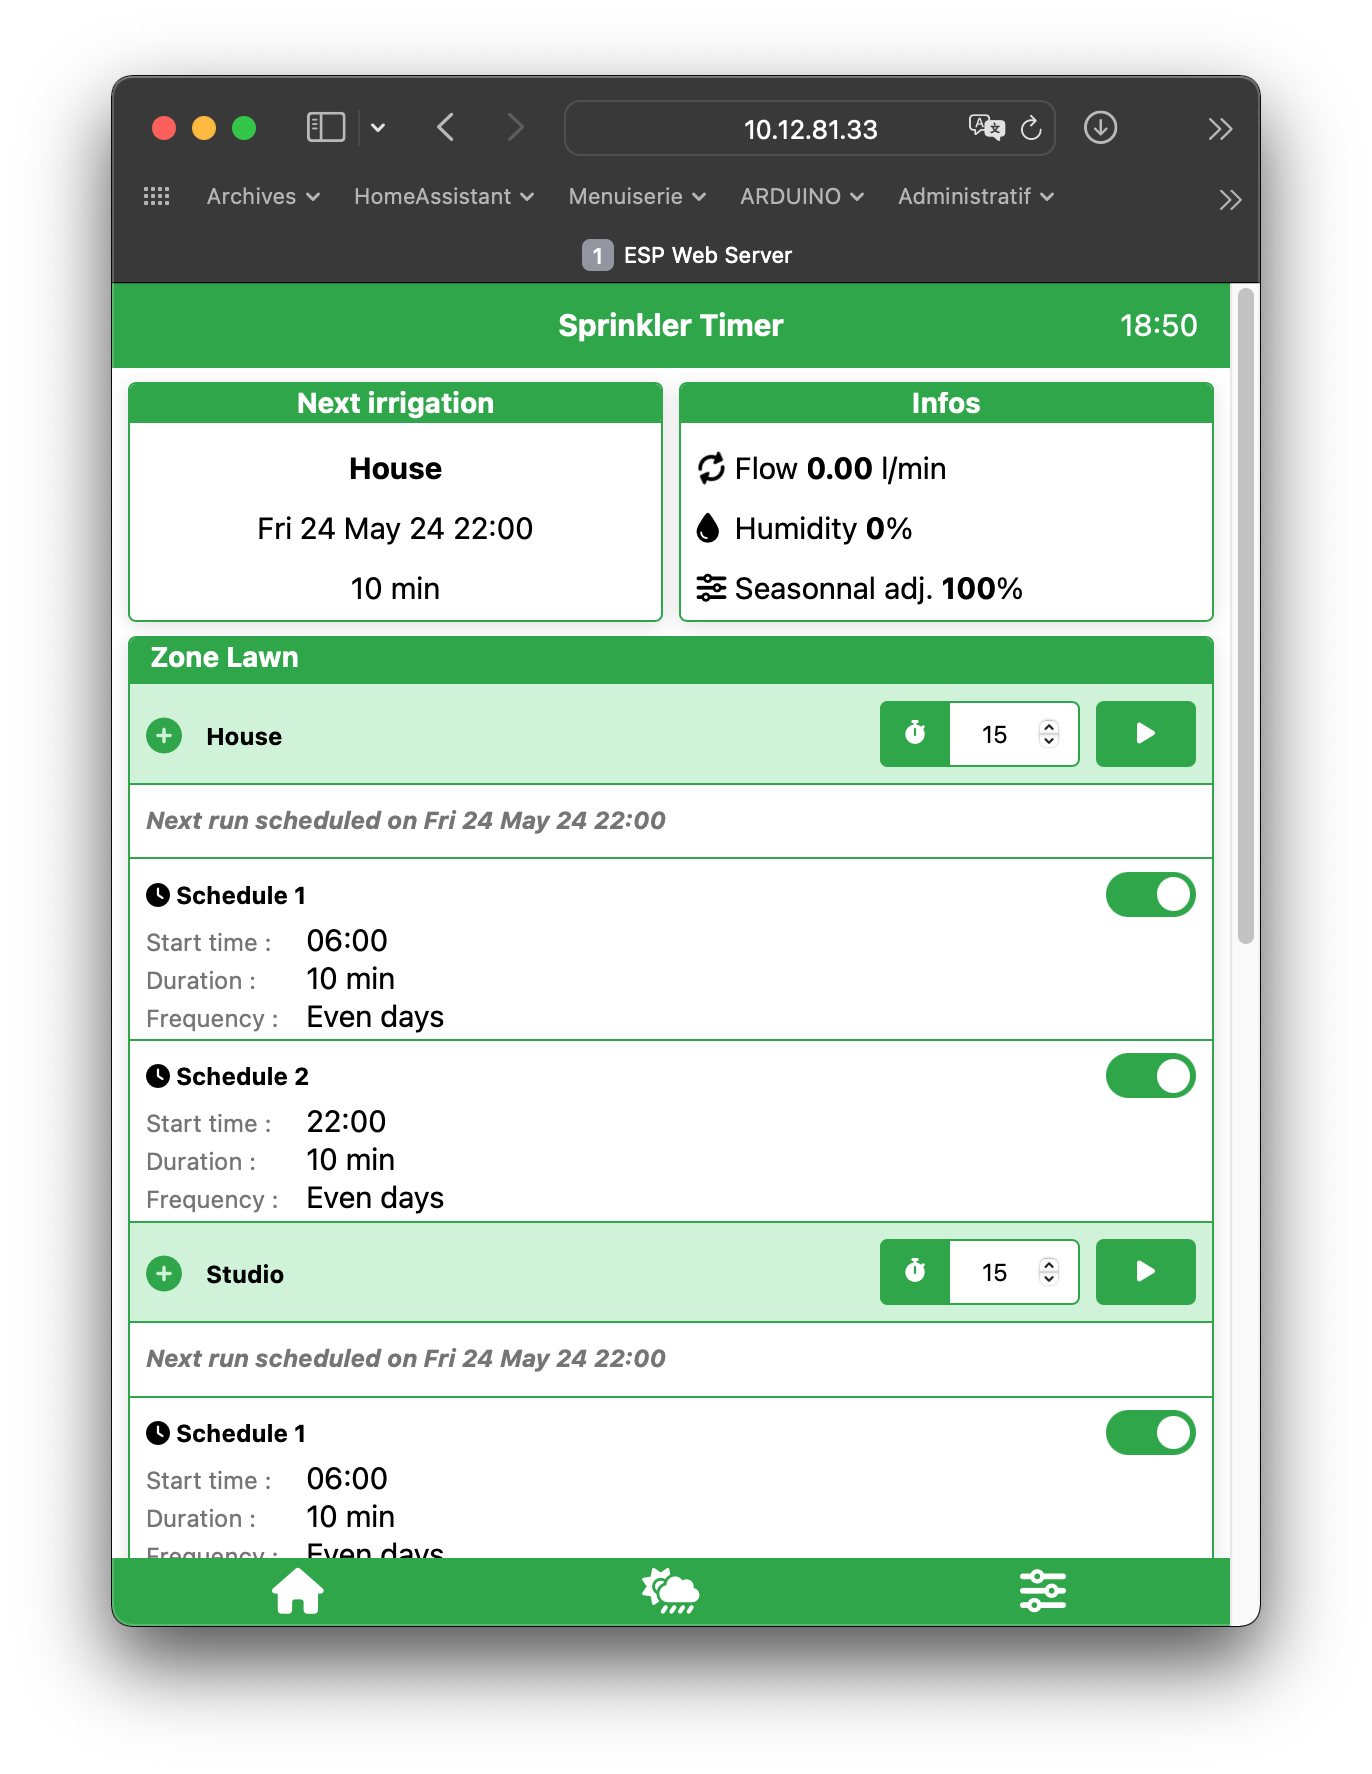 10.12.81.33
Archives HomeAssistant Menuiserie ARDUINO Administratif
1 ESP Web Server
Sprinkler Timer 18:50
Next irrigation
House
Fri 24 May 24 22:00
10 min
Infos
Flow 0.00 l/min
Humidity 0%
Seasonnal adj. 100%
Zone Lawn
House 15
Next run scheduled on Fri 24 May 24 22:00
Schedule 1
Start time : 06:00
Duration : 10 min
Frequency : Even days
Schedule 2
Start time : 22:00
Duration : 10 min
Frequency : Even days
Studio 15
Next run scheduled on Fri 24 May 24 22:00
Schedule 1
Start time : 06:00
Duration : 10 min
Frequency : Even days